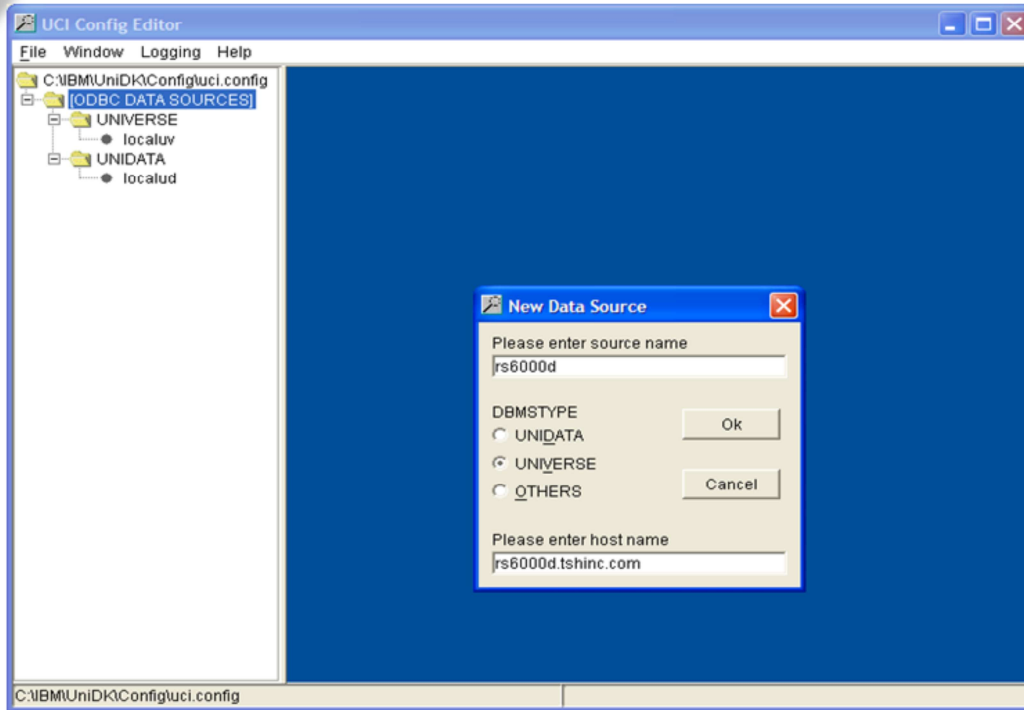 UCI Config Editor
File Window Logging Help
C:\IBM\UniDK\Config\uci.config
[ODBC DATA SOURCES]
UNIVERSE
localuv
UNIDATA
localud
New Data Source
Please enter source name
rs6000d
DBMSTYPE
UNIDATA
UNIVERSE
OTHERS
Ok
Cancel
Please enter host name
rs6000d.tshinc.com
C:\IBM\UniDK\Config\uci.config